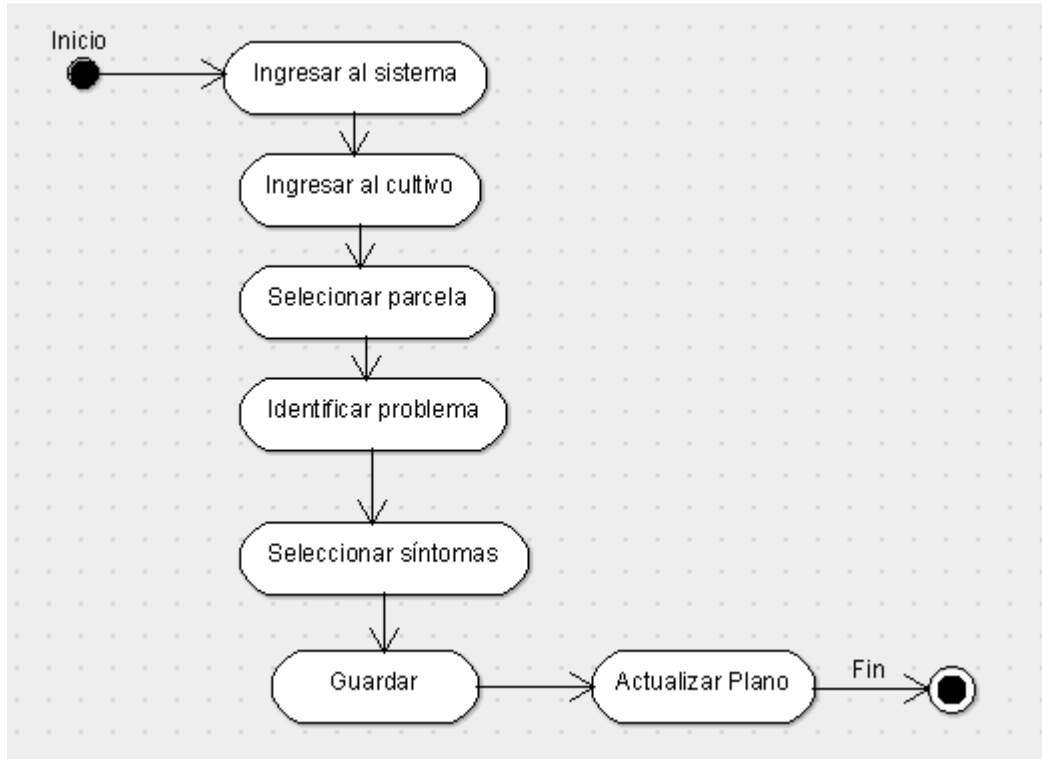 Inicio
Ingresar al sistema
Ingresar al cultivo
Selecionar parcela
Identificar problema
Seleccionar síntomas
Guardar
Actualizar Plano
Fin